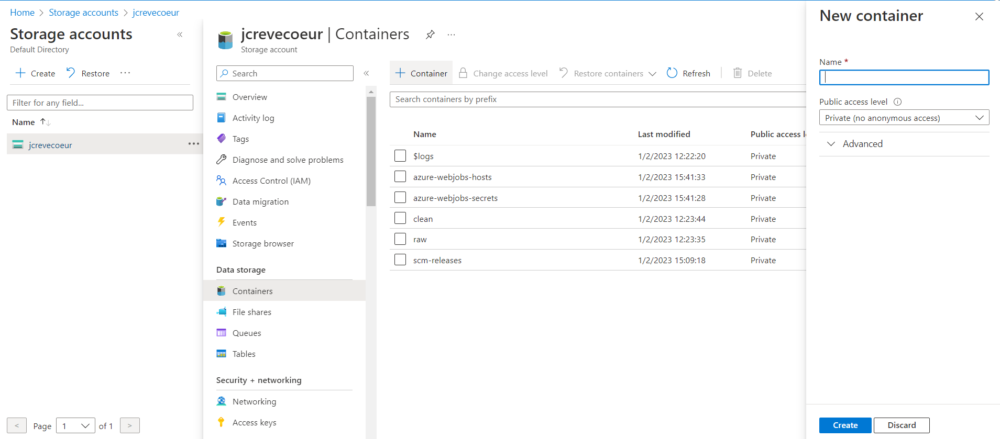 Home > Storage accounts > jcrevecoeur
Storage accounts
Default Directory
Create Restore ...
Filter for any field...
Name
jcrevecoeur ...
< Page 1 of 1 >
jcrevecoeur | Containers ...
Storage account
Search
Overview
Activity log
Tags
Diagnose and solve problems
Access Control (IAM)
Data migration
Events
Storage browser
Data storage
Containers
File shares
Queues
Tables
Security + networking
Networking
Access keys
Container Change access level Restore containers Refresh Delete
Search containers by prefix
Name Last modified Public access l
$logs 1/2/2023 12:22:20 Private
azure-webjobs-hosts 1/2/2023 15:41:33 Private
azure-webjobs-secrets 1/2/2023 15:41:28 Private
clean 1/2/2023 12:23:44 Private
raw 1/2/2023 12:23:35 Private
scm-releases 1/2/2023 15:09:18 Private
New container
Name *
Public access level
Private (no anonymous access)
Advanced
Create Discard